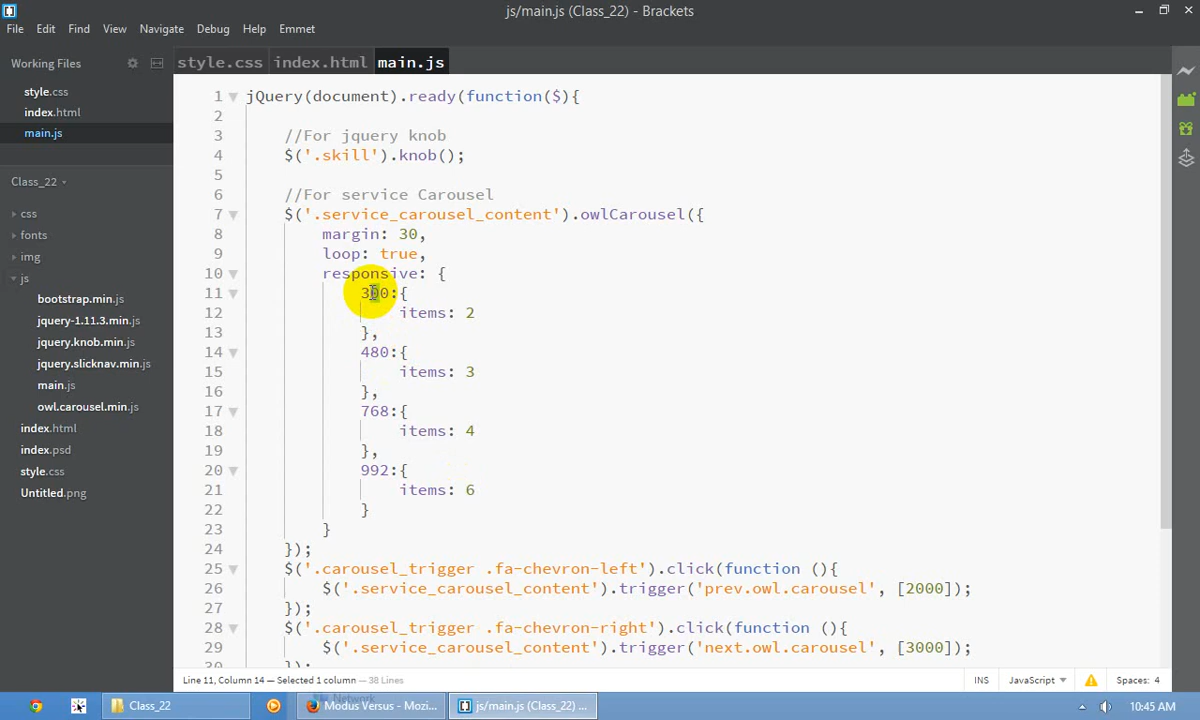 js/main.js (Class_22) - Brackets
File Edit Find View Navigate Debug Help Emmet
Working Files
style.css
index.html
main.js
Class_22
css
fonts
img
js
bootstrap.min.js
jquery-1.11.3.min.js
jquery.knob.min.js
jquery.slicknav.min.js
main.js
owl.carousel.min.js
index.html
index.psd
style.css
Untitled.png
style.css index.html main.js
1 jQuery(document).ready(function($){
2
3 //For jquery knob
4 $('.skill').knob();
5
6 //For service Carousel
7 $('.service_carousel_content').owlCarousel({
8 margin: 30,
9 loop: true,
10 responsive: {
11 300:{
12 items: 2
13 },
14 480:{
15 items: 3
16 },
17 768:{
18 items: 4
19 },
20 992:{
21 items: 6
22 }
23 }
24 });
25 $('.carousel_trigger .fa-chevron-left').click(function (){
26 $('.service_carousel_content').trigger('prev.owl.carousel', [2000]);
27 });
28 $('.carousel_trigger .fa-chevron-right').click(function (){
29 $('.service_carousel_content').trigger('next.owl.carousel', [3000]);
30 });
Line 11, Column 14 — Selected 1 column — 38 Lines
INS JavaScript Spaces: 4
Class_22 Network Modus Versus - Mozi... js/main.js (Class_22) ... 10:45 AM